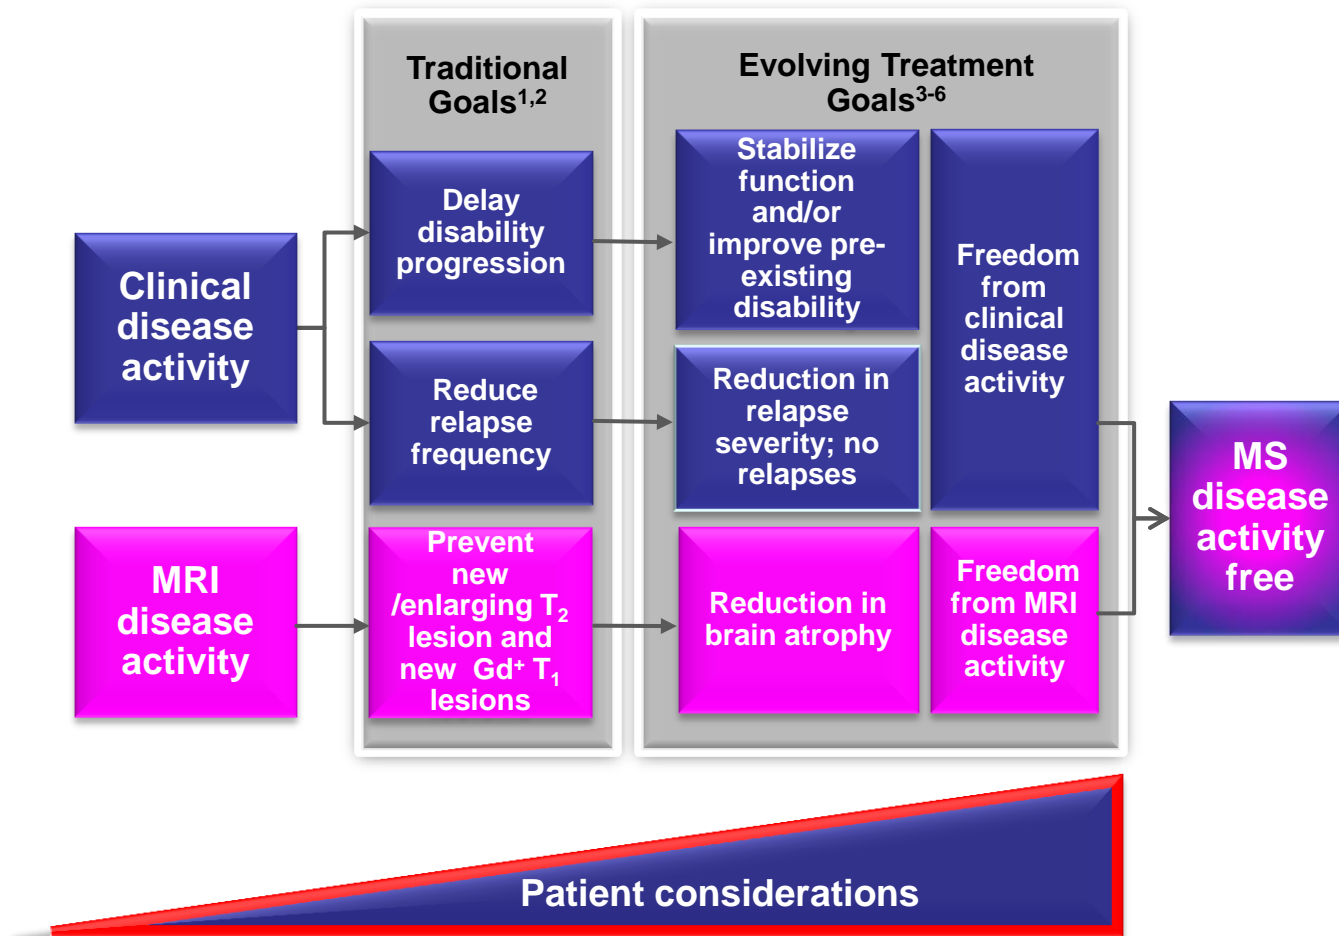 Traditional
Goals1,2
Evolving Treatment
Goals3-6
Clinical
disease
activity
Delay
disability
progression
Stabilize
function
and/or
improve pre-
existing
disability
Freedom
from
clinical
disease
activity
Reduce
relapse
frequency
Reduction in
relapse
severity; no
relapses
MS
disease
activity
free
MRI
disease
activity
Prevent
new
/enlarging T2
lesion and
new Gd+ T1
lesions
Reduction in
brain atrophy
Freedom
from MRI
disease
activity
Patient considerations